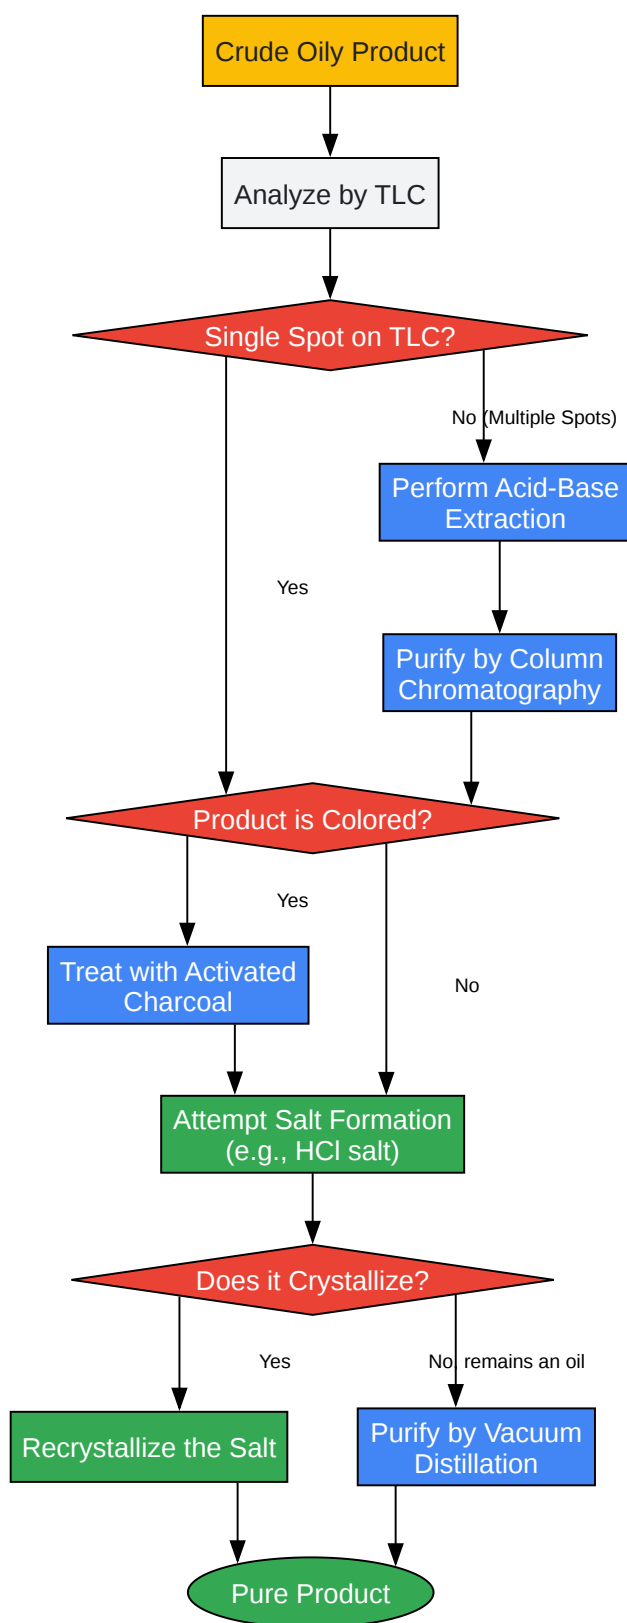 Crude Oily Product
Analyze by TLC
Single Spot on TLC?
No (Multiple Spots)
Perform Acid-Base
Extraction
Yes
Purify by Column
Chromatography
Product is Colored?
Yes
Treat with Activated
Charcoal
No
Attempt Salt Formation
(e.g., HCl salt)
Does it Crystallize?
Yes
No, remains an oil
Recrystallize the Salt
Purify by Vacuum
Distillation
Pure Product